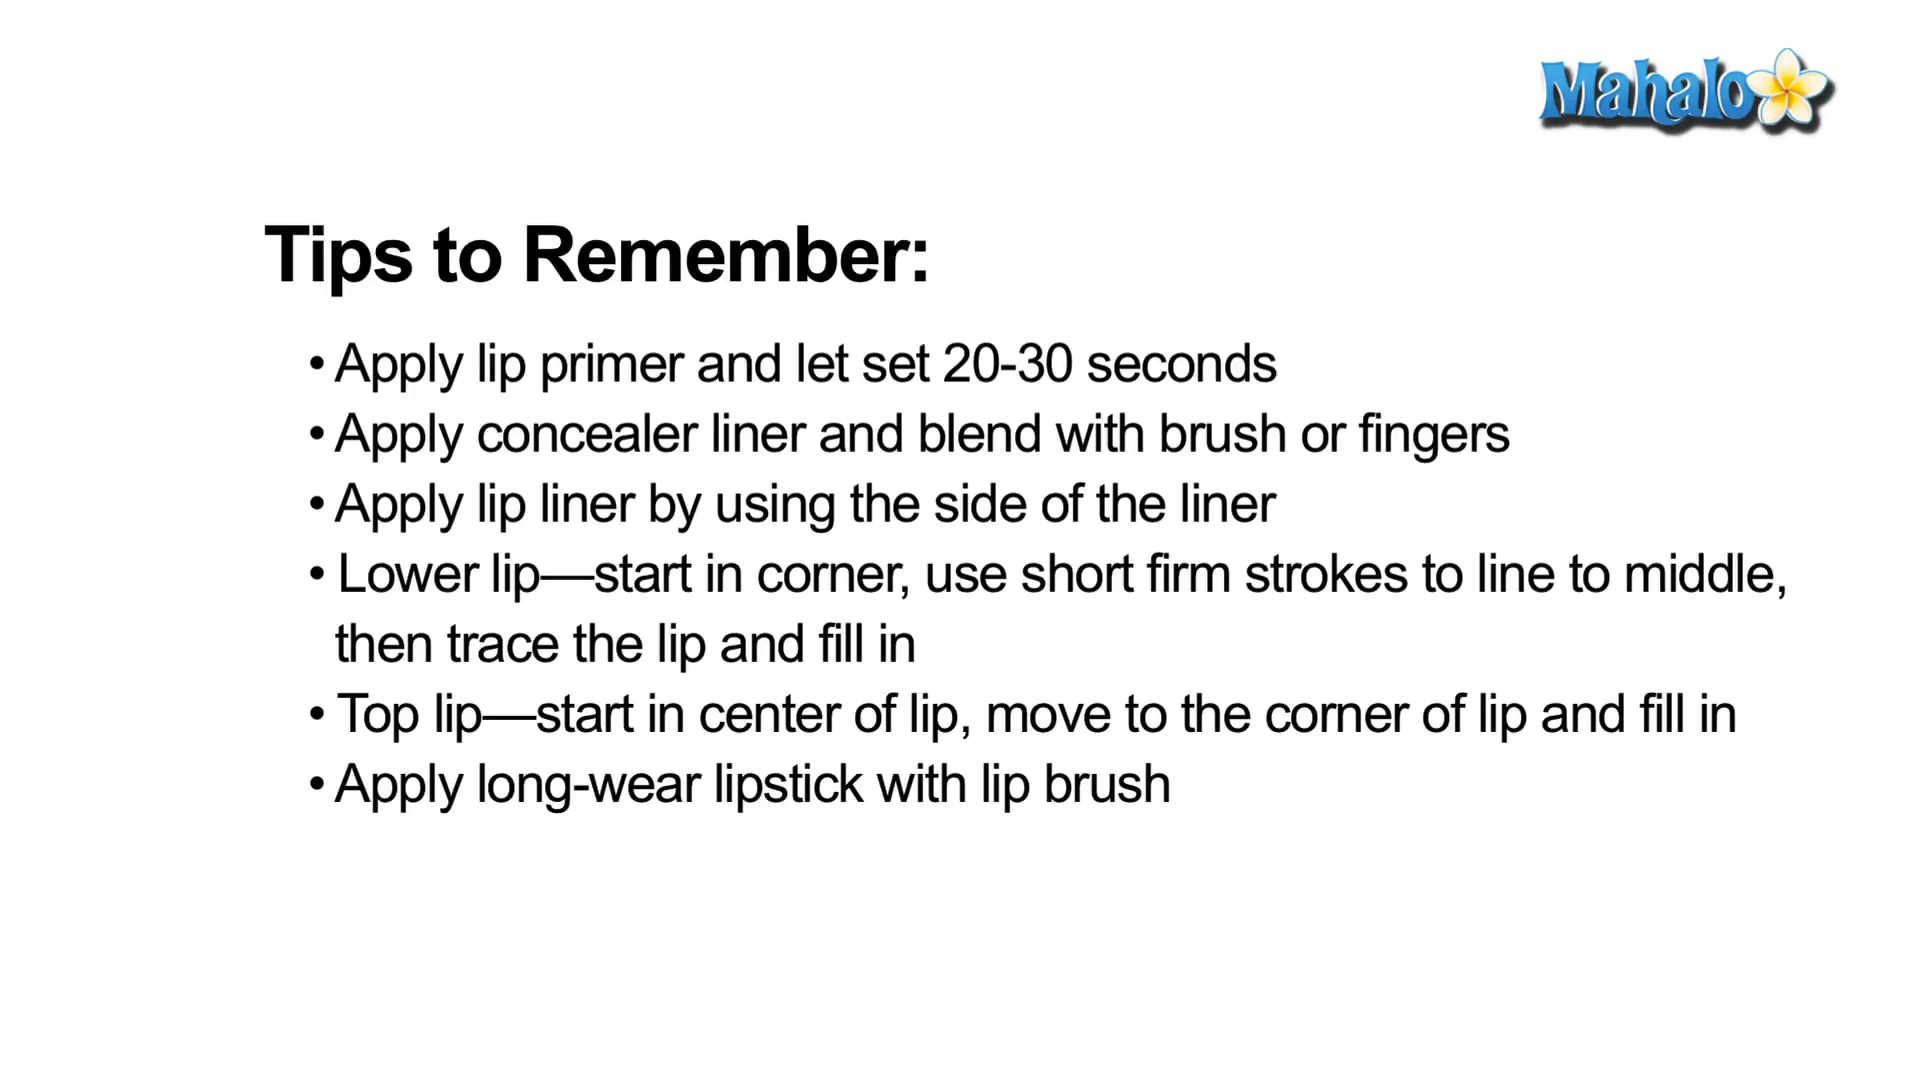 Mahalo
Tips to Remember:
• Apply lip primer and let set 20-30 seconds
• Apply concealer liner and blend with brush or fingers
• Apply lip liner by using the side of the liner
• Lower lip—start in corner, use short firm strokes to line to middle,
then trace the lip and fill in
• Top lip—start in center of lip, move to the corner of lip and fill in
• Apply long-wear lipstick with lip brush